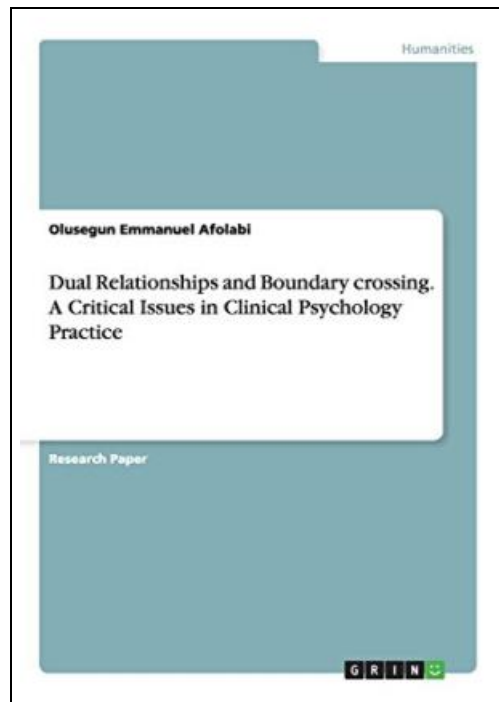 Humanities
Olusegun Emmanuel Afolabi
Dual Relationships and Boundary crossing.
A Critical Issues in Clinical Psychology
Practice
Research Paper
GRIN